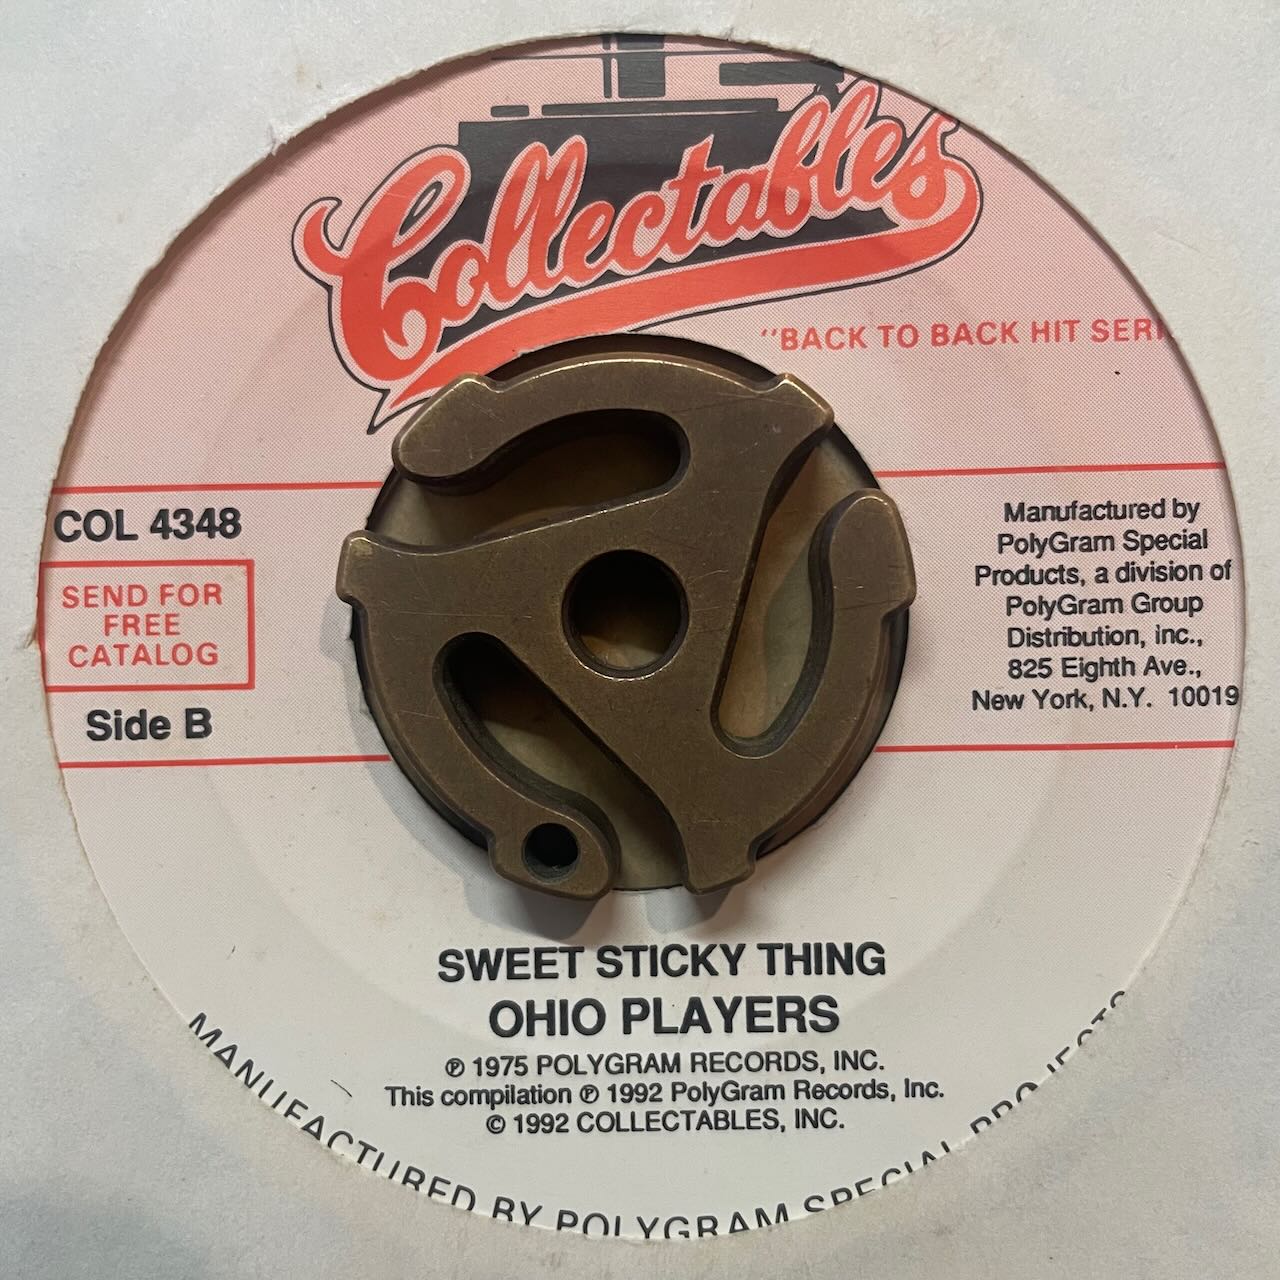 Collectables
"BACK TO BACK HIT
COL 4348
SEND FOR
FREE
CATALOG
Side B
Manufactured by
PolyGram Special
Products, a division of
PolyGram Group
Distribution, inc.,
825 Eighth Ave.,
New York, N.Y. 10019
SWEET STICKY THING
OHIO PLAYERS
℗ 1975 POLYGRAM RECORDS, INC.
This compilation ℗ 1992 PolyGram Records, Inc.
© 1992 COLLECTABLES, INC.
MANUFACTURED BY POLYGRAM SPECIAL PROJECTS